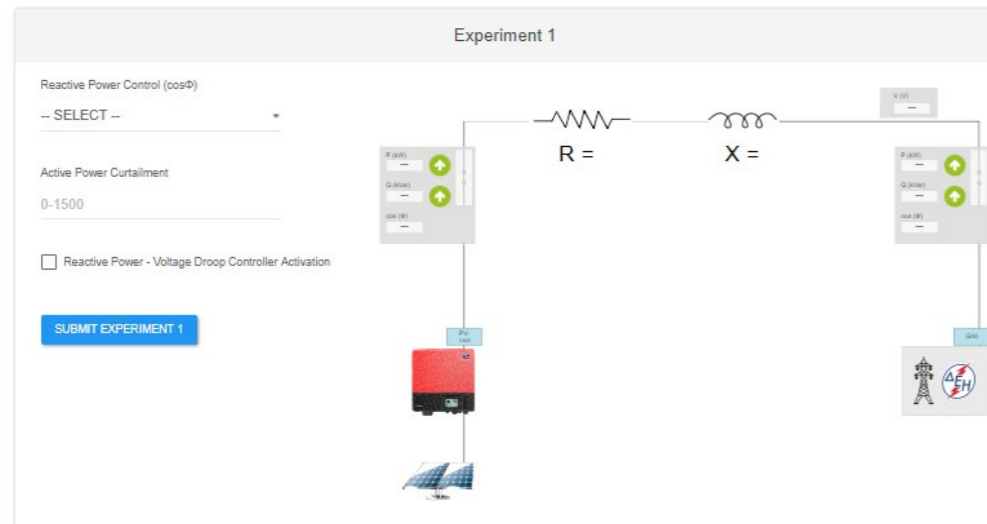 Experiment 1
Reactive Power Control (cosΦ)
-- SELECT --
Active Power Curtailment
0-1500
Reactive Power - Voltage Droop Controller Activation
SUBMIT EXPERIMENT 1
R =
X =
V (V)
---
P (kW)
---
Q (kVar)
---
cos (Φ)
---
P (kW)
---
Q (kVar)
---
cos (Φ)
---
PV-
Grid
ΔΕΗ